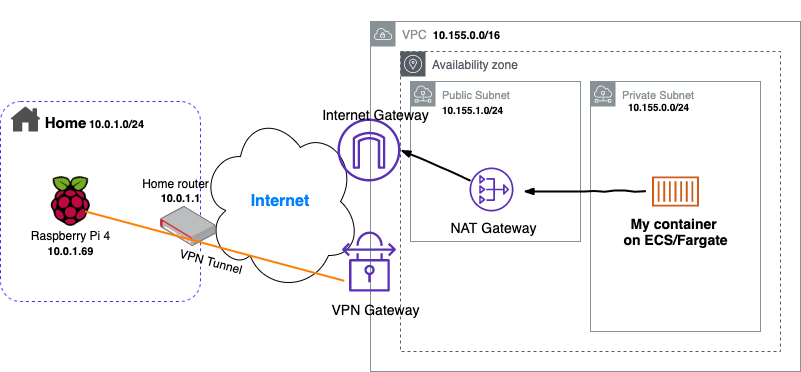 VPC 10.155.0.0/16
Availability zone
Public Subnet
10.155.1.0/24
Private Subnet
10.155.0.0/24
Internet Gateway
Home 10.0.1.0/24
Home router
10.0.1.1
Internet
Raspberry Pi 4
10.0.1.69
VPN Tunnel
NAT Gateway
My container
on ECS/Fargate
VPN Gateway